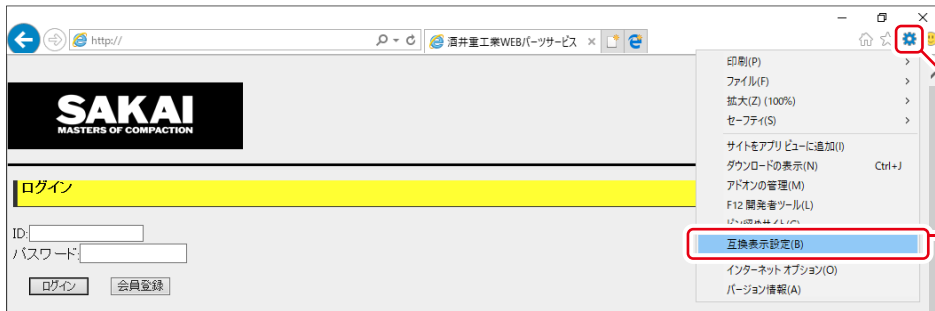 http://
酒井重工業WEBパーツサービス
SAKAI
MASTERS OF COMPACTION
ログイン
ID:
パスワード:
ログイン
会員登録
印刷(P)
ファイル(F)
拡大(Z) (100%)
セーフティ(S)
サイトをアプリ ビューに追加(I)
ダウンロードの表示(N) Ctrl+J
アドオンの管理(M)
F12 開発者ツール(L)
互換表示設定(B)
インターネット オプション(O)
バージョン情報(A)